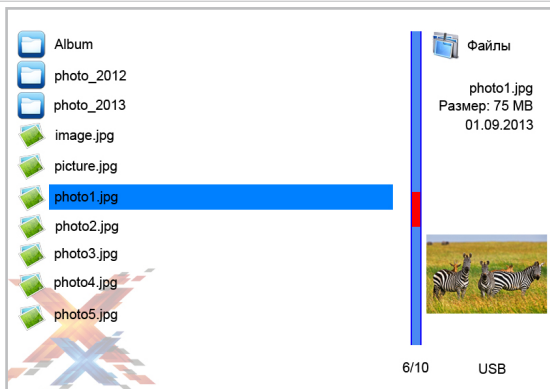 Album
photo_2012
photo_2013
image.jpg
picture.jpg
photo1.jpg
photo2.jpg
photo3.jpg
photo4.jpg
photo5.jpg
Файлы
photo1.jpg
Размер: 75 MB
01.09.2013
6/10
USB